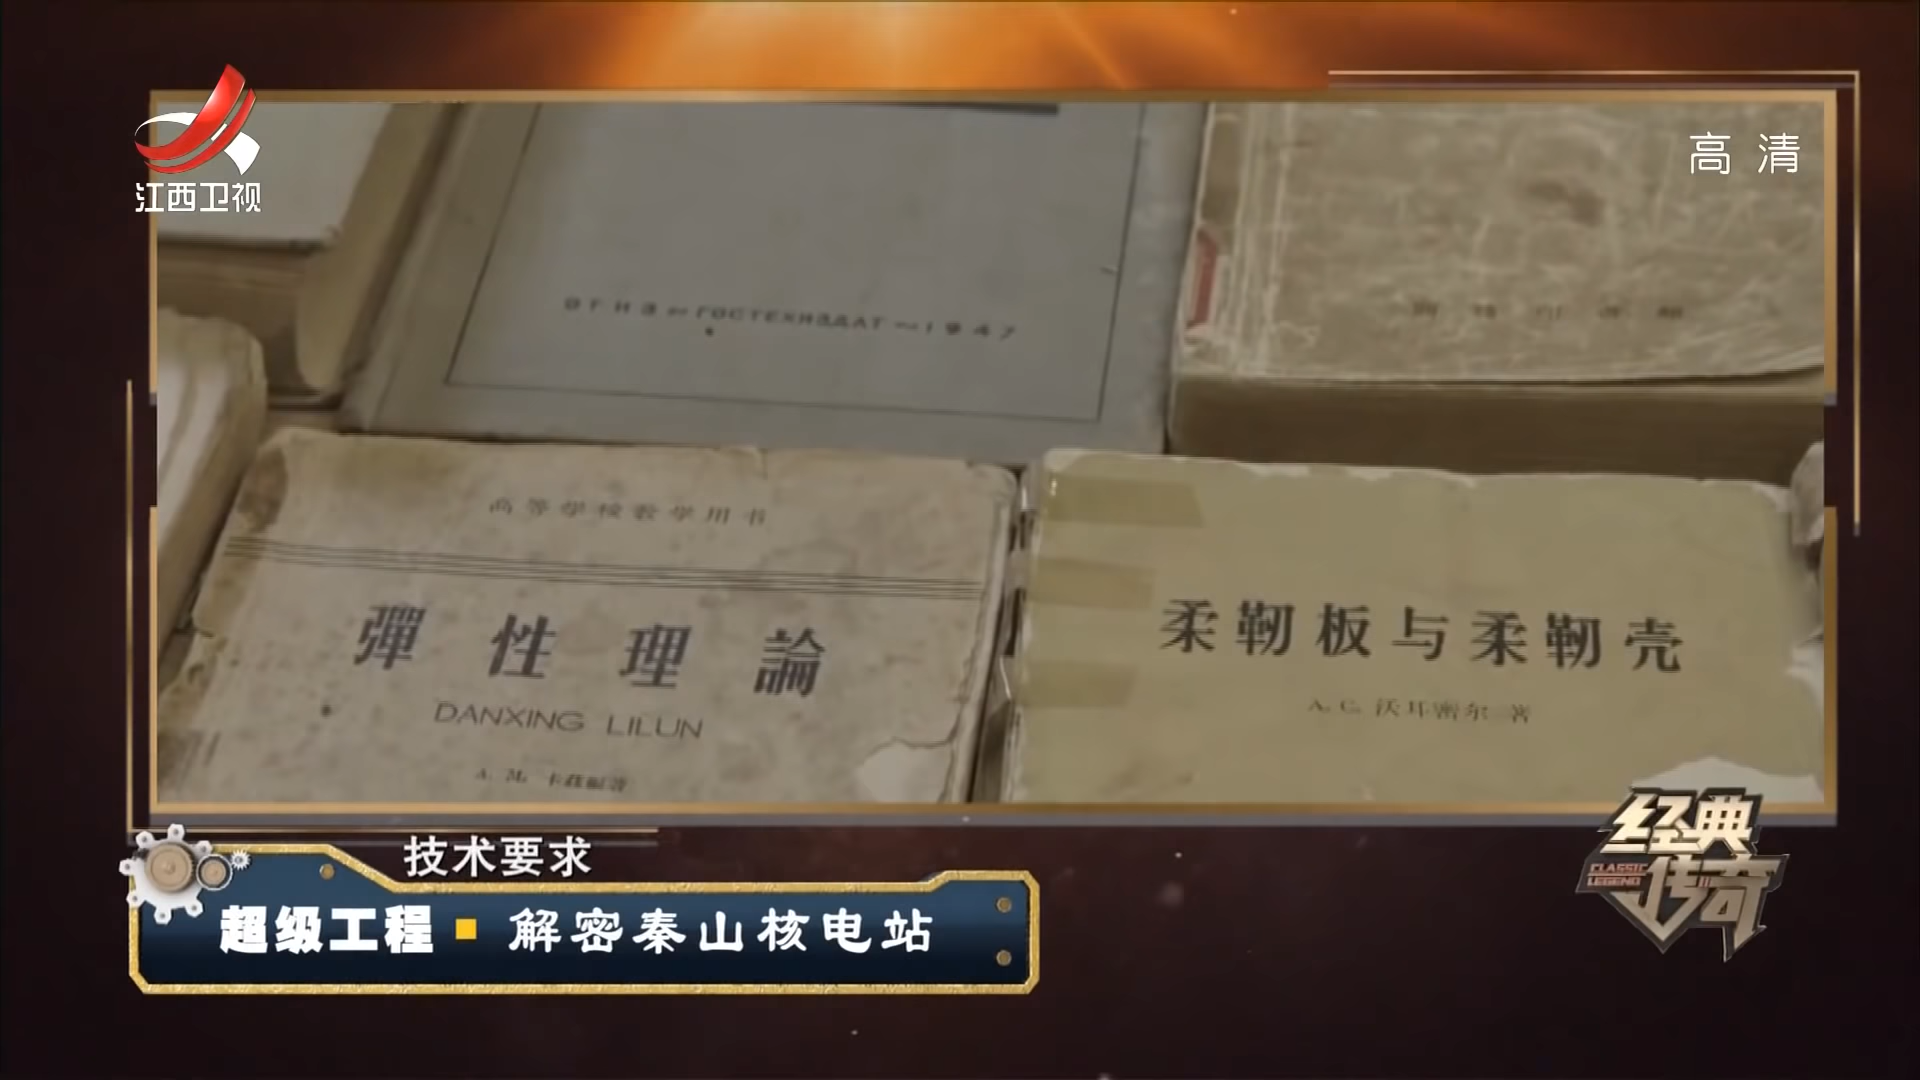 江西卫视
高清
ОГИЗ — ГОСТЕХИЗДАТ — 1947
高等学校教学用书
彈性理論
DANXING LILUN
柔韌板与柔韌壳
A. C. 沃耳密尔 著
技术要求
超级工程 ▪ 解密秦山核电站
经典传奇
CLASSIC LEGEND